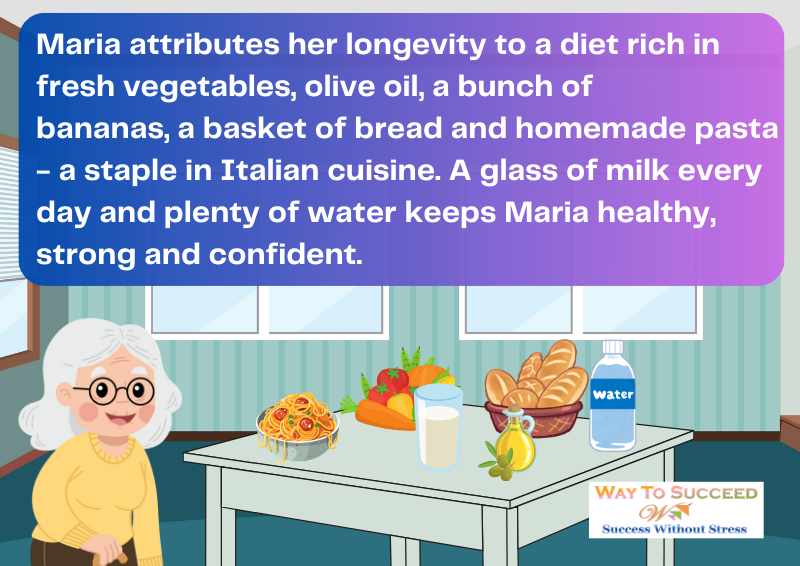 Maria attributes her longevity to a diet rich in
fresh vegetables, olive oil, a bunch of
bananas, a basket of bread and homemade pasta
– a staple in Italian cuisine. A glass of milk every
day and plenty of water keeps Maria healthy,
strong and confident.
Water
Way To Succeed
W
Success Without Stress